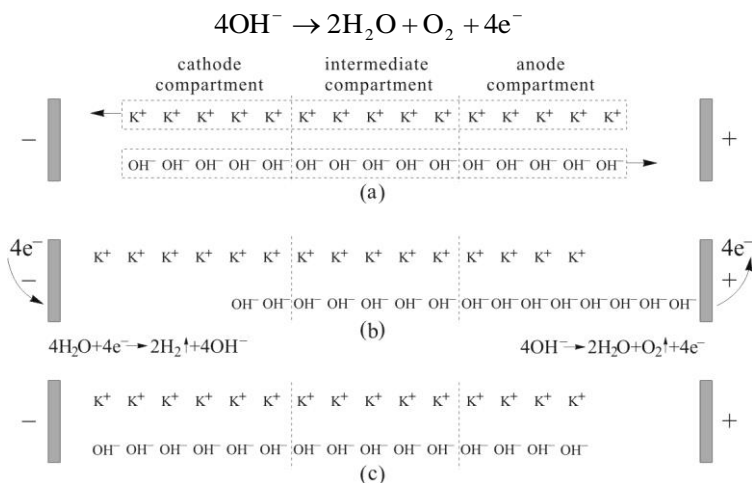 4OH⁻ → 2H₂O + O₂ + 4e⁻
cathode compartment
intermediate compartment
anode compartment
K⁺ K⁺ K⁺ K⁺ K⁺ K⁺ K⁺ K⁺ K⁺ K⁺ K⁺ K⁺ K⁺ K⁺ K⁺
− +
OH⁻ OH⁻ OH⁻ OH⁻ OH⁻ OH⁻ OH⁻ OH⁻ OH⁻ OH⁻ OH⁻ OH⁻ OH⁻ OH⁻ OH⁻
(a)
4e⁻ K⁺ K⁺ K⁺ K⁺ K⁺ K⁺ K⁺ K⁺ K⁺ K⁺ K⁺ K⁺ K⁺ K⁺ K⁺ 4e⁻
− +
OH⁻ OH⁻ OH⁻ OH⁻ OH⁻ OH⁻ OH⁻ OH⁻ OH⁻ OH⁻ OH⁻ OH⁻ OH⁻ OH⁻ OH⁻
(b)
4H₂O+4e⁻→2H₂↑+4OH⁻ 4OH⁻→2H₂O+O₂↑+4e⁻
K⁺ K⁺ K⁺ K⁺ K⁺ K⁺ K⁺ K⁺ K⁺ K⁺ K⁺ K⁺ K⁺ K⁺ K⁺
− +
OH⁻ OH⁻ OH⁻ OH⁻ OH⁻ OH⁻ OH⁻ OH⁻ OH⁻ OH⁻ OH⁻ OH⁻ OH⁻ OH⁻ OH⁻
(c)